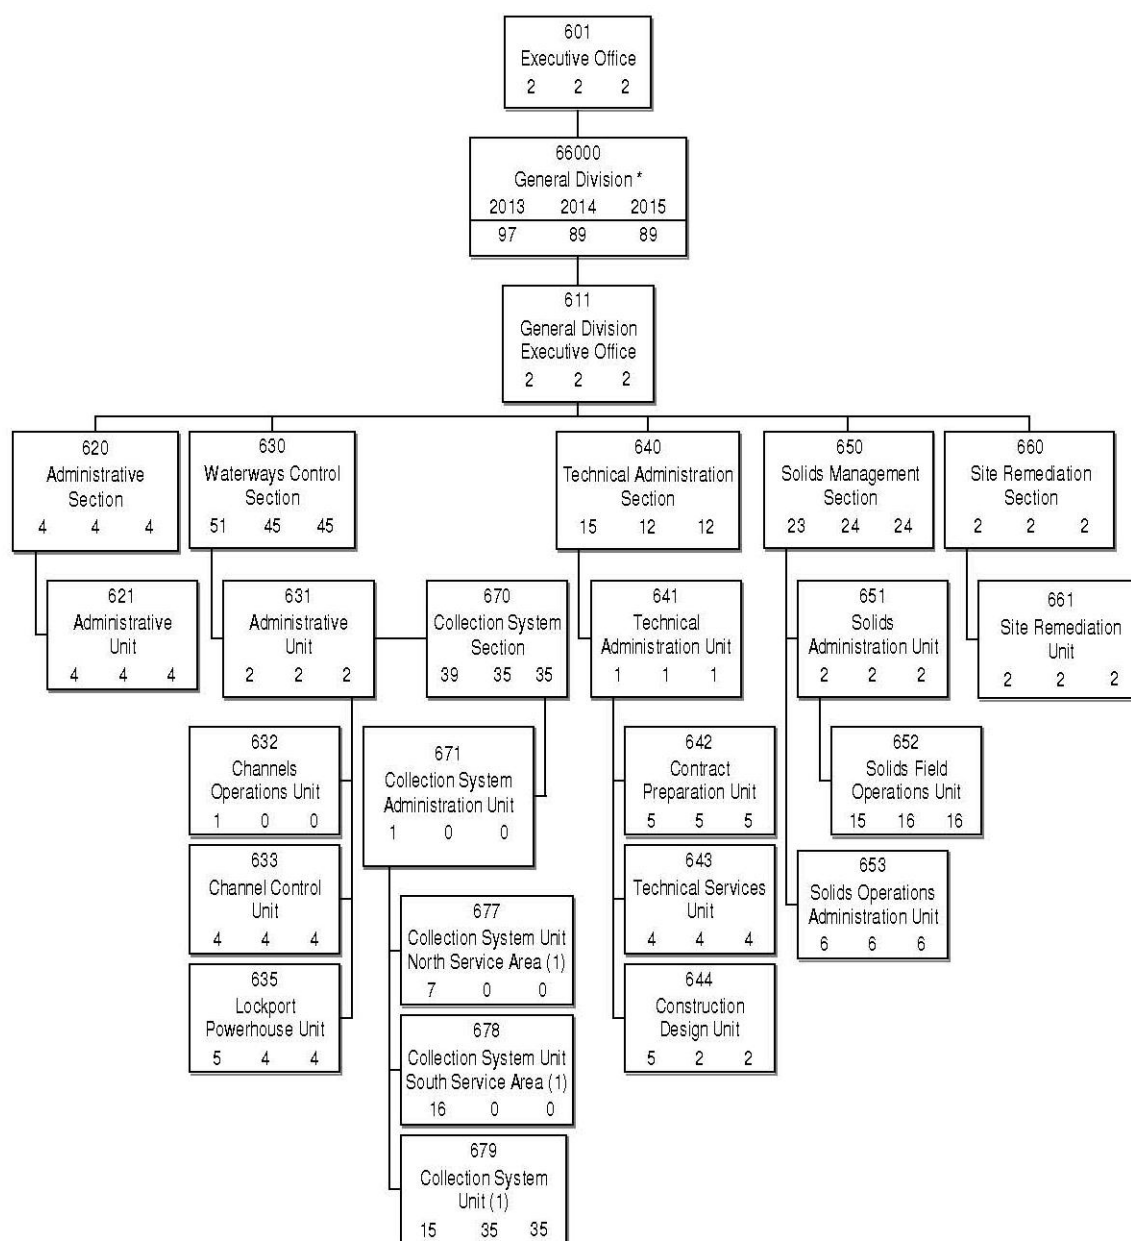 601
Executive Office
2 2 2
66000
General Division *
2013 2014 2015
97 89 89
611
General Division
Executive Office
2 2 2
620
Administrative
Section
4 4 4
630
Waterways Control
Section
51 45 45
640
Technical Administration
Section
15 12 12
650
Solids Management
Section
23 24 24
660
Site Remediation
Section
2 2 2
621
Administrative
Unit
4 4 4
631
Administrative
Unit
2 2 2
670
Collection System
Section
39 35 35
641
Technical
Administration Unit
1 1 1
651
Solids
Administration Unit
2 2 2
661
Site Remediation
Unit
2 2 2
632
Channels
Operations Unit
1 0 0
671
Collection System
Administration Unit
1 0 0
642
Contract
Preparation Unit
5 5 5
652
Solids Field
Operations Unit
15 16 16
633
Channel Control
Unit
4 4 4
643
Technical Services
Unit
4 4 4
653
Solids Operations
Administration Unit
6 6 6
677
Collection System Unit
North Service Area (1)
7 0 0
635
Lockport
Powerhouse Unit
5 4 4
644
Construction
Design Unit
5 2 2
678
Collection System Unit
South Service Area (1)
16 0 0
679
Collection System
Unit (1)
15 35 35